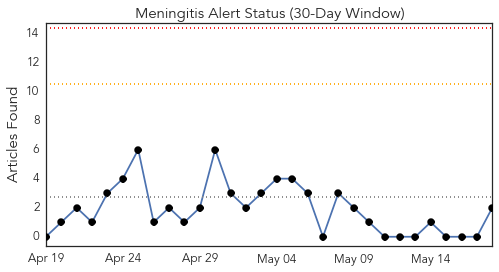 Meningitis Alert Status (30-Day Window)
14
12
10
8
6
4
2
0
Articles Found
Apr 19 Apr 24 Apr 29 May 04 May 09 May 14